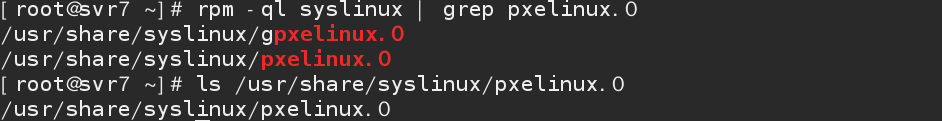 [root@svr7 ~]# rpm -ql syslinux | grep pxelinux.0
/usr/share/syslinux/gpxelinux.0
/usr/share/syslinux/pxelinux.0
[root@svr7 ~]# ls /usr/share/syslinux/pxelinux.0
/usr/share/syslinux/pxelinux.0